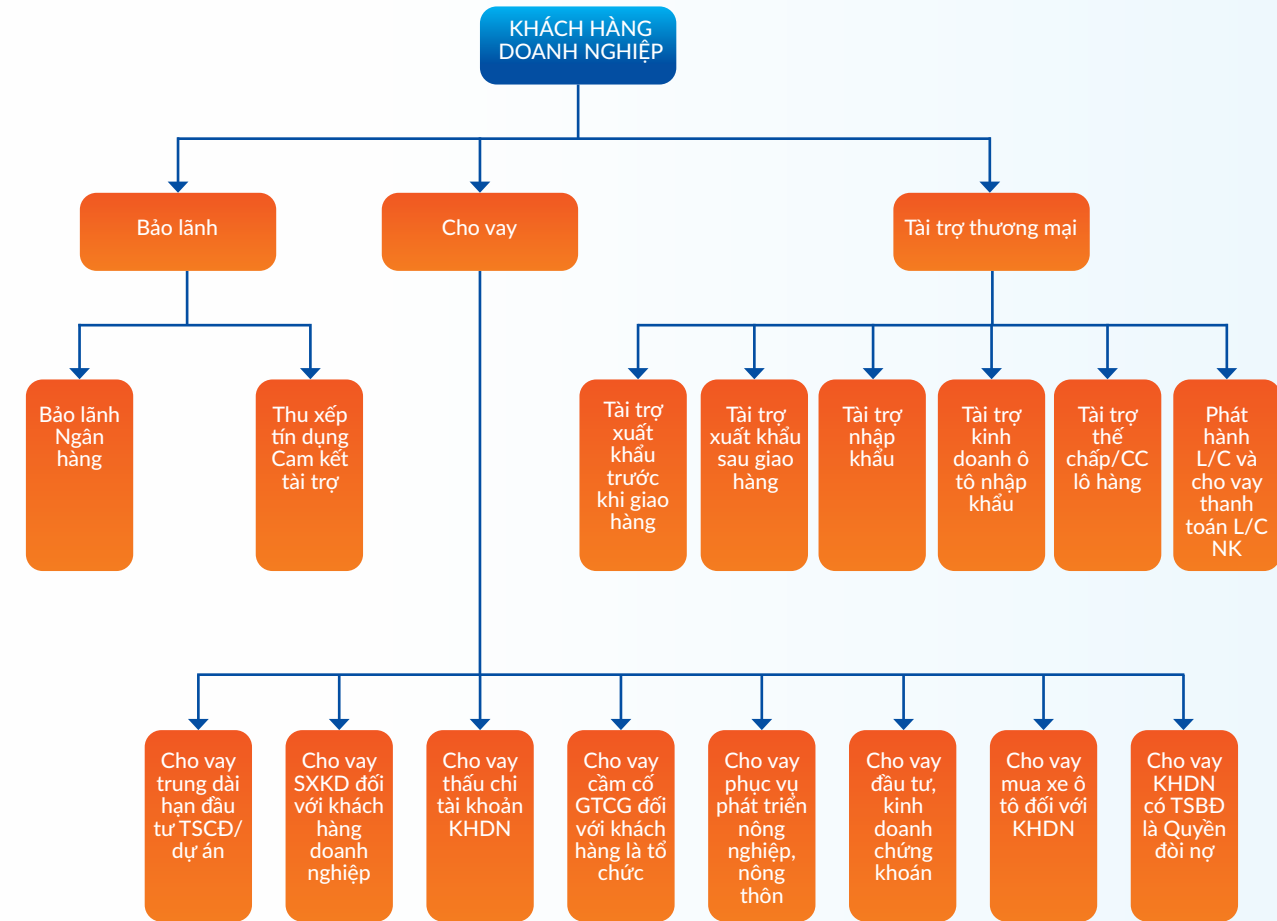 KHÁCH HÀNG
DOANH NGHIỆP
Bảo lãnh
Cho vay
Tài trợ thương mại
Bảo lãnh
Ngân
hàng
Thu xếp
tín dụng
Cam kết
tài trợ
Tài trợ
xuất
khẩu
trước
khi giao
hàng
Tài trợ
xuất khẩu
sau giao
hàng
Tài trợ
nhập
khẩu
Tài trợ
kinh
doanh ô
tô nhập
khẩu
Tài trợ
thế
chấp/CC
lô hàng
Phát
hành
L/C và
cho vay
thanh
toán L/C
NK
Cho vay
trung dài
hạn đầu
tư TSCĐ/
dự án
Cho vay
SXKD đối
với khách
hàng
doanh
nghiệp
Cho vay
thấu chi
tài khoản
KHDN
Cho vay
cầm cố
GTCG đối
với khách
hàng là tổ
chức
Cho vay
phục vụ
phát triển
nông
nghiệp,
nông
thôn
Cho vay
đầu tư,
kinh
doanh
chứng
khoán
Cho vay
mua xe ô
tô đối với
KHDN
Cho vay
KHDN
có TSBĐ
là Quyền
đòi nợ